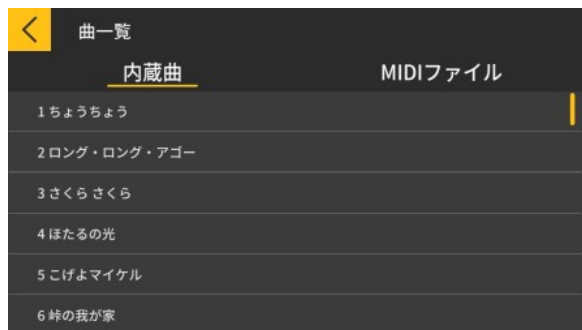 曲一覧
内蔵曲 MIDIファイル
1 ちょうちょう
2 ロング・ロング・アゴー
3 さくら さくら
4 ほたるの光
5 こげよマイケル
6 峠の我が家